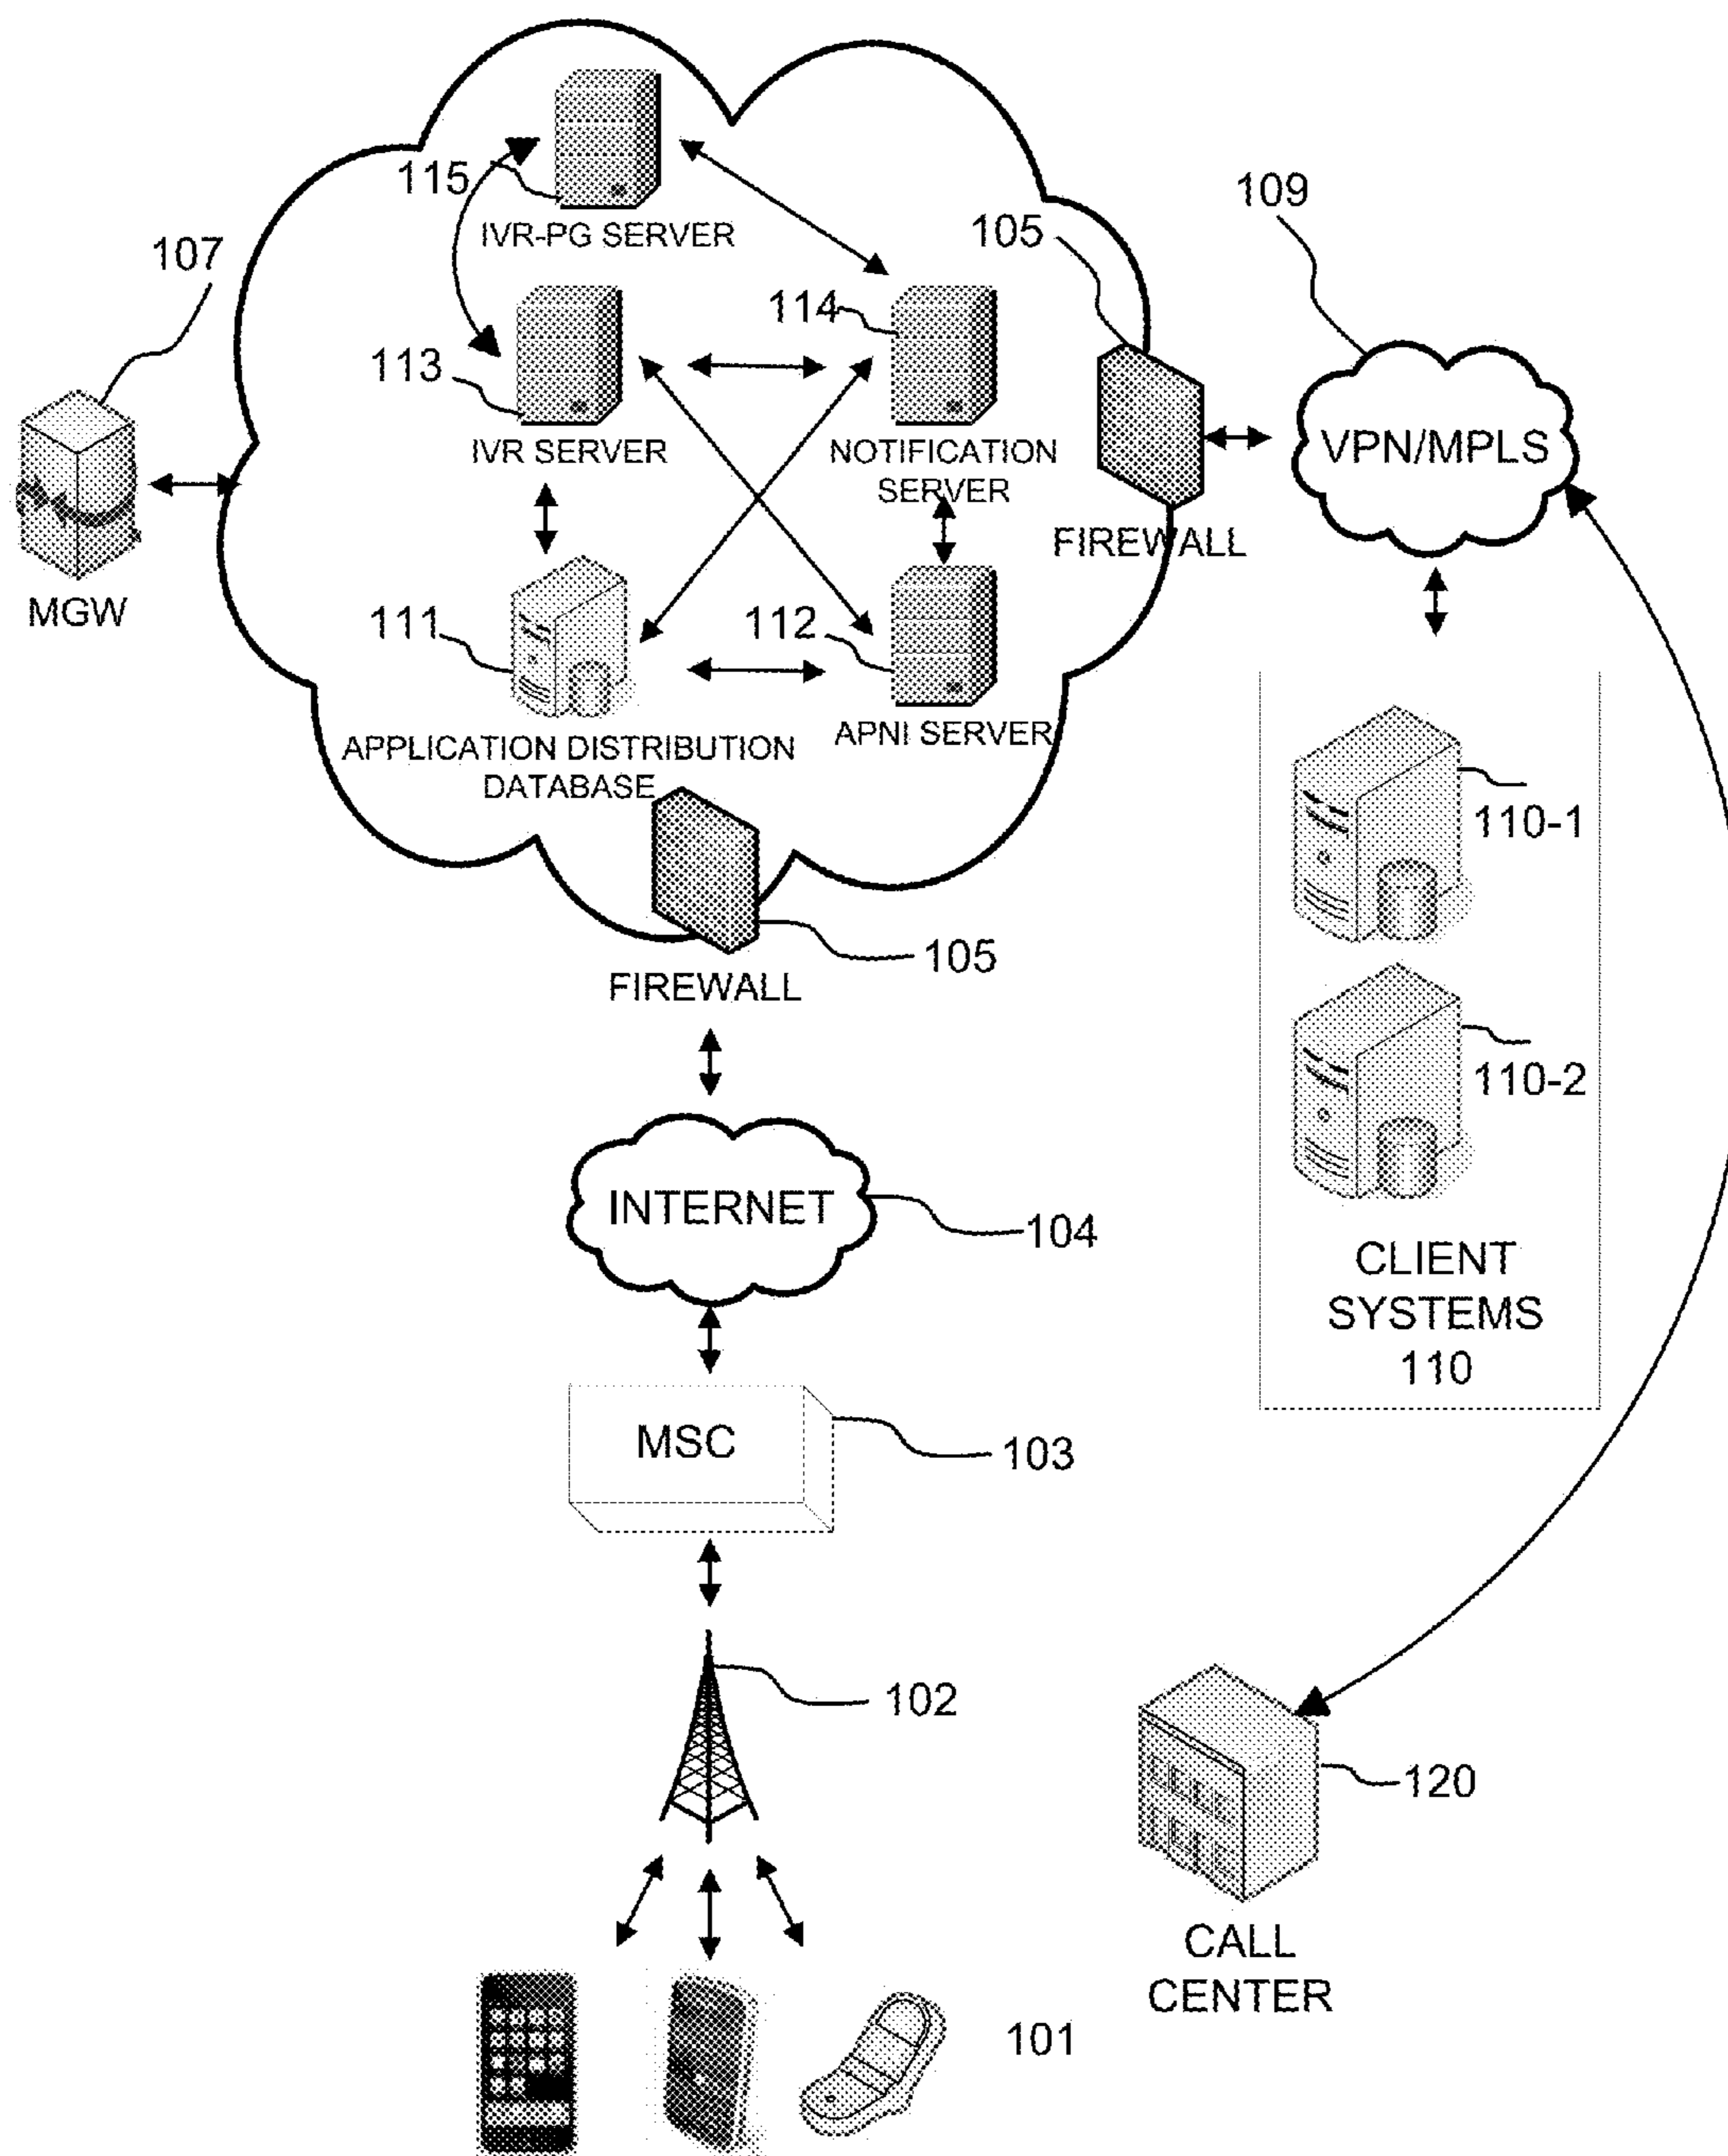 115
IVR-PG SERVER
109
105
107
114
113
IVR SERVER
NOTIFICATION
SERVER
VPN/MPLS
FIREWALL
MGW
111
112
APPLICATION DISTRIBUTION
DATABASE
APNI SERVER
110-1
105
FIREWALL
110-2
INTERNET
104
CLIENT
SYSTEMS
110
MSC
103
102
120
CALL
CENTER
101